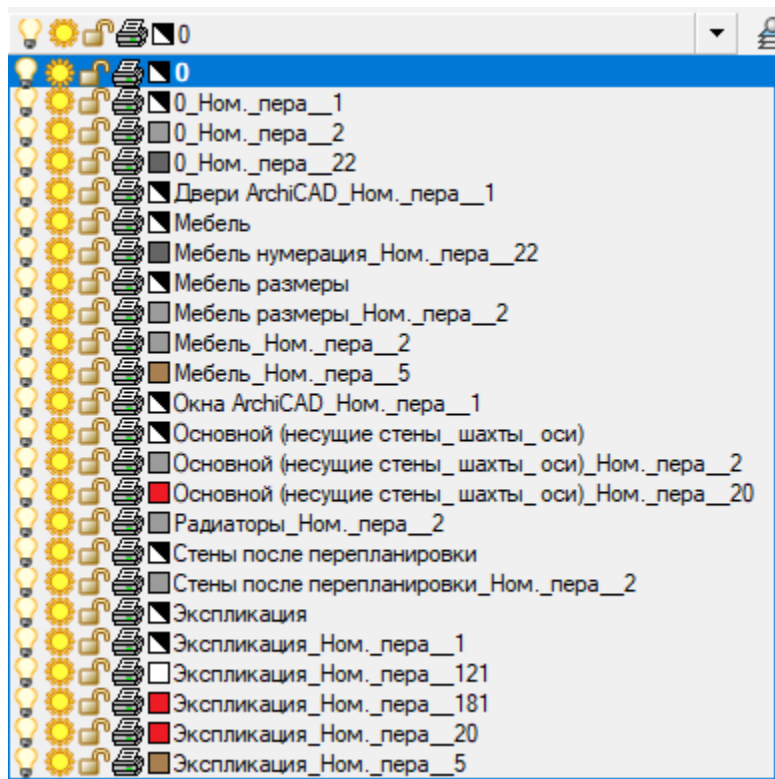 0
0
0_Ном._пера__1
0_Ном._пера__2
0_Ном._пера__22
Двери ArchiCAD_Ном._пера__1
Мебель
Мебель нумерация_Ном._пера__22
Мебель размеры
Мебель размеры_Ном._пера__2
Мебель_Ном._пера__2
Мебель_Ном._пера__5
Окна ArchiCAD_Ном._пера__1
Основной (несущие стены_ шахты_ оси)
Основной (несущие стены_ шахты_ оси)_Ном._пера__2
Основной (несущие стены_ шахты_ оси)_Ном._пера__20
Радиаторы_Ном._пера__2
Стены после перепланировки
Стены после перепланировки_Ном._пера__2
Экспликация
Экспликация_Ном._пера__1
Экспликация_Ном._пера__121
Экспликация_Ном._пера__181
Экспликация_Ном._пера__20
Экспликация_Ном._пера__5